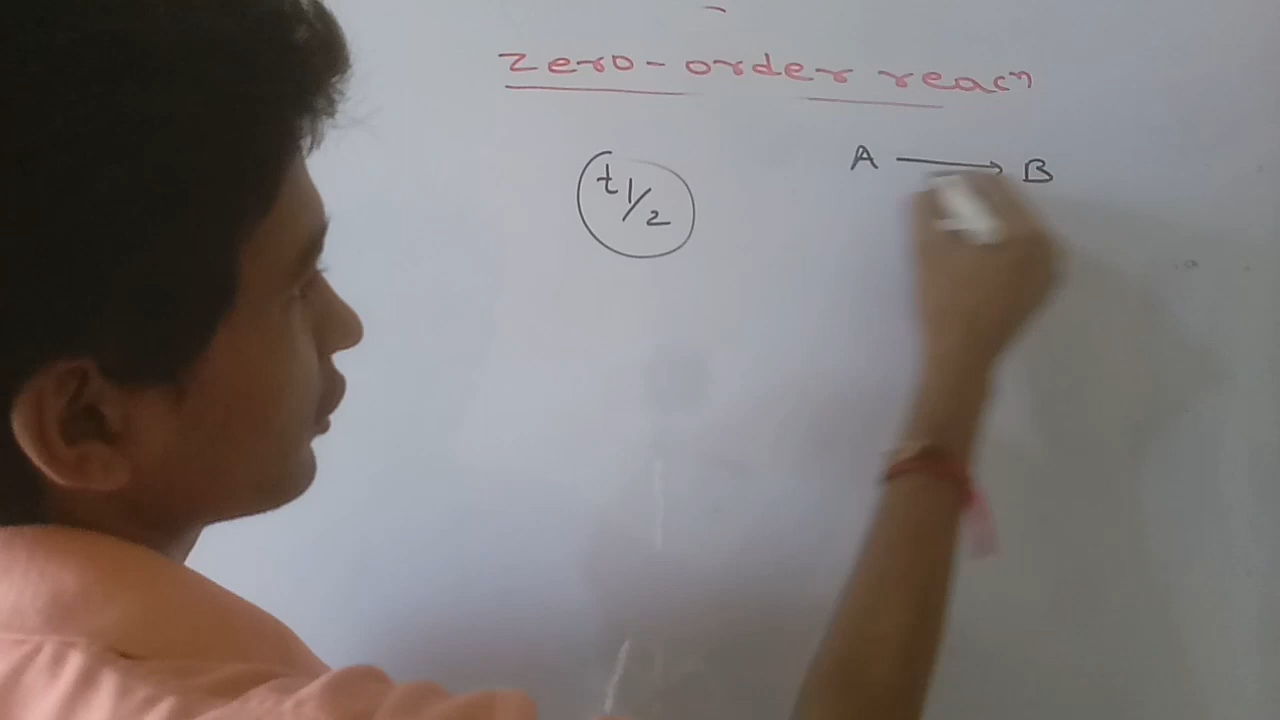 zero-order reacn
t1/2
A → B